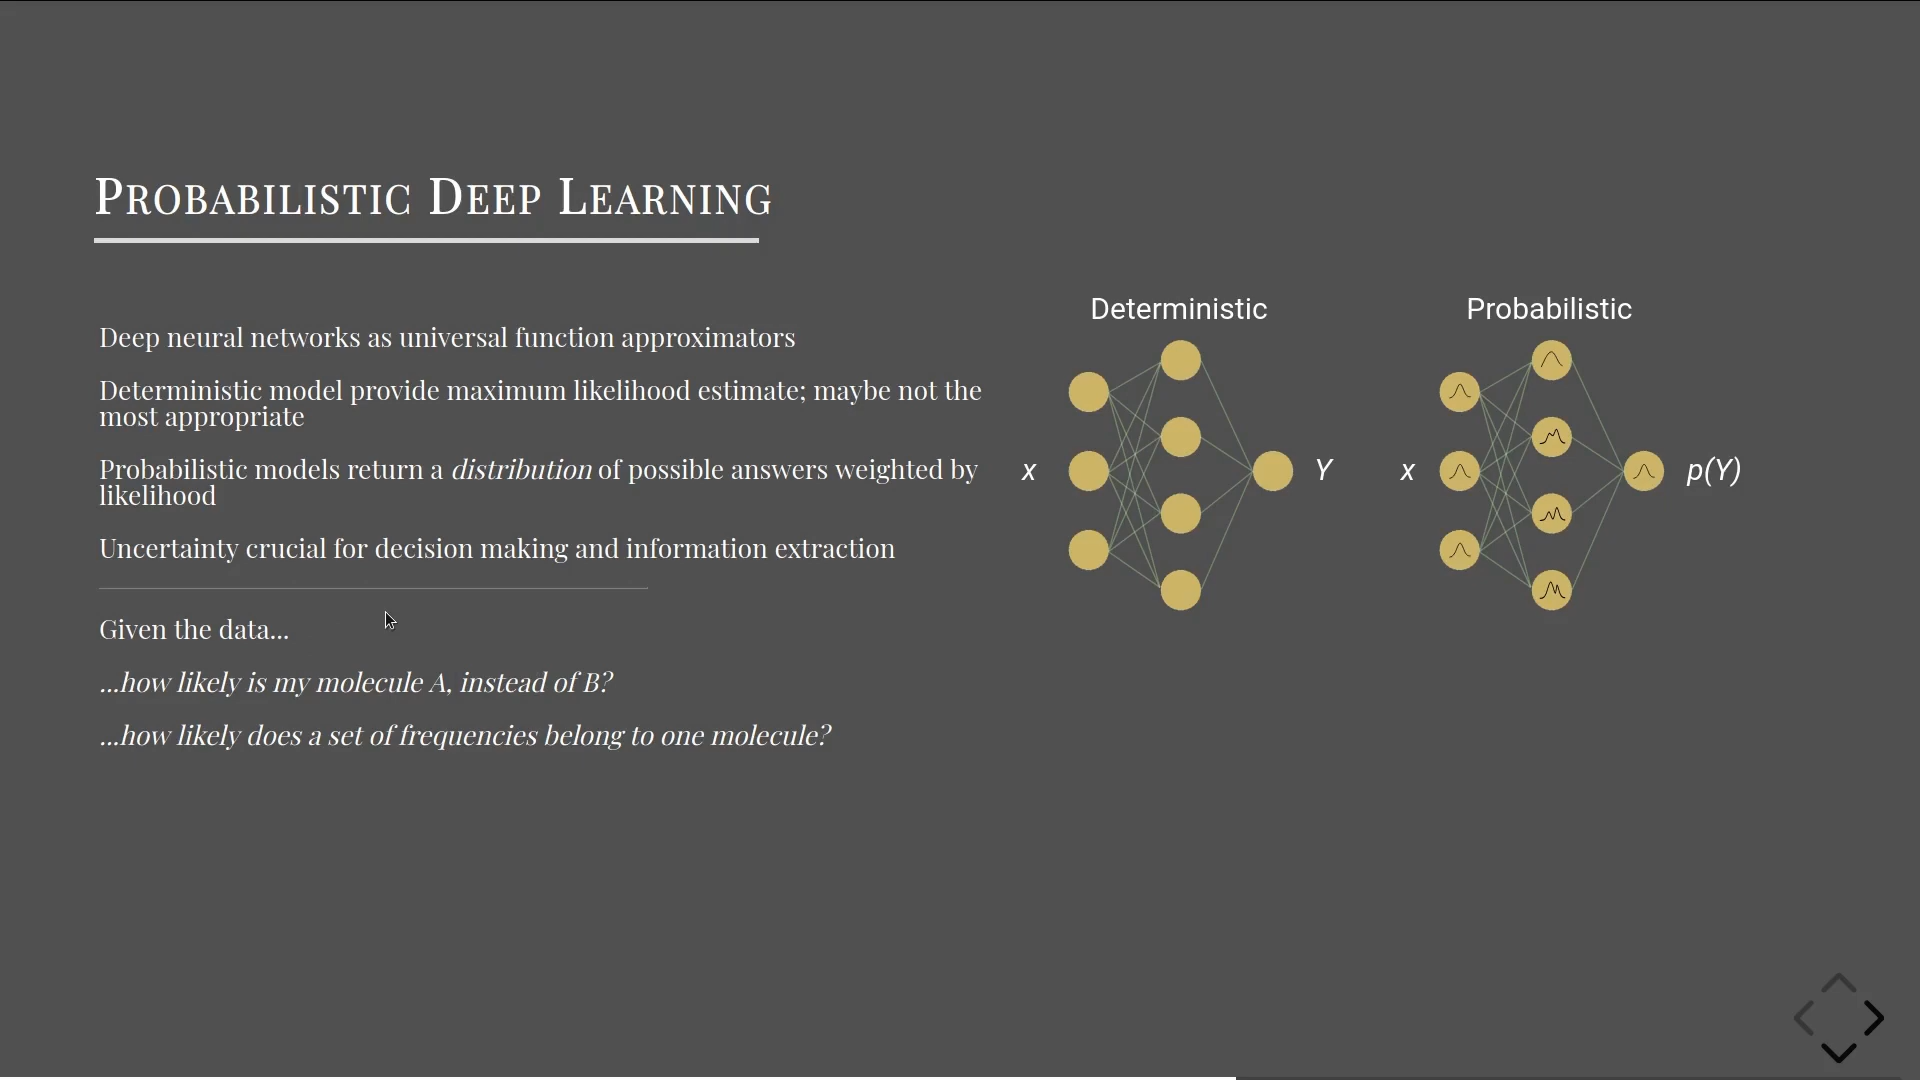 Probabilistic Deep Learning
Deep neural networks as universal function approximators
Deterministic model provide maximum likelihood estimate; maybe not the
most appropriate
Probabilistic models return a distribution of possible answers weighted by
likelihood
Uncertainty crucial for decision making and information extraction
Given the data...
...how likely is my molecule A, instead of B?
...how likely does a set of frequencies belong to one molecule?
Deterministic
x
Y
Probabilistic
x
p(Y)